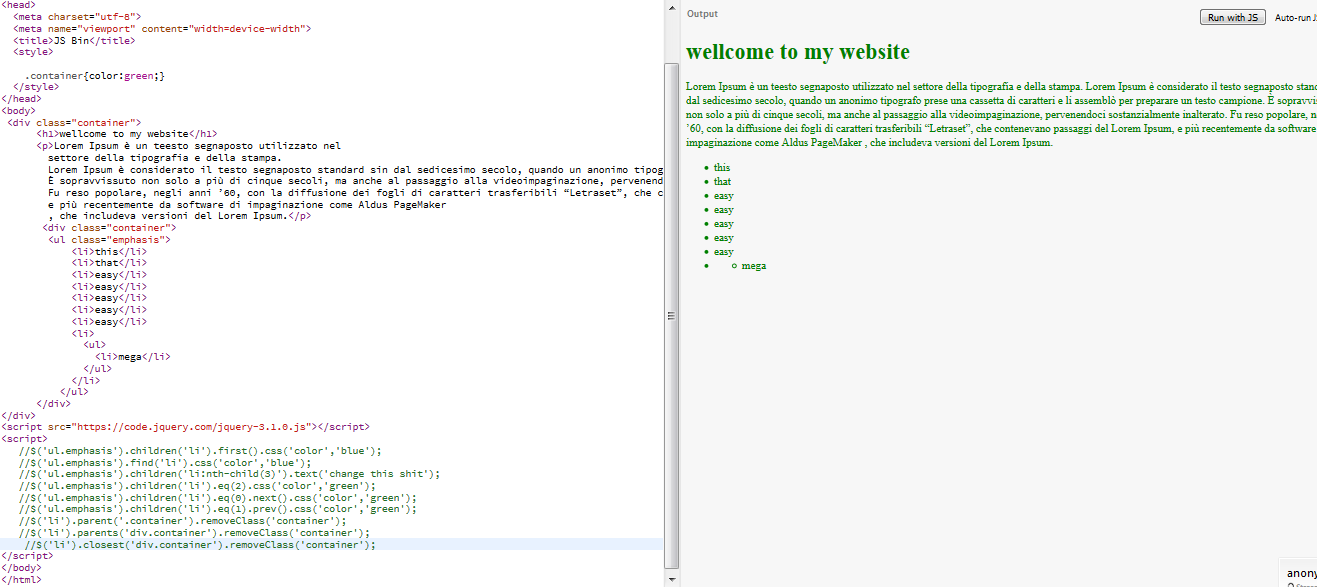 <head>
<meta charset="utf-8">
<meta name="viewport" content="width=device-width">
<title>JS Bin</title>
<style>
.container{color:green;}
</style>
</head>
<body>
<div class="container">
<h1>wellcome to my website</h1>
<p>Lorem Ipsum è un teesto segnaposto utilizzato nel
settore della tipografia e della stampa.
Lorem Ipsum è considerato il testo segnaposto standard sin dal sedicesimo secolo, quando un anonimo tipog
È sopravvissuto non solo a più di cinque secoli, ma anche al passaggio alla videoimpaginazione, pervenend
Fu reso popolare, negli anni ’60, con la diffusione dei fogli di caratteri trasferibili “Letraset”, che c
e più recentemente da software di impaginazione come Aldus PageMaker
, che includeva versioni del Lorem Ipsum.</p>
<div class="container">
<ul class="emphasis">
<li>this</li>
<li>that</li>
<li>easy</li>
<li>easy</li>
<li>easy</li>
<li>easy</li>
<li>easy</li>
<li>
<ul>
<li>mega</li>
</ul>
</li>
</ul>
</div>
</div>
<script src="https://code.jquery.com/jquery-3.1.0.js"></script>
<script>
//$('ul.emphasis').children('li').first().css('color','blue');
//$('ul.emphasis').find('li').css('color','blue');
//$('ul.emphasis').children('li:nth-child(3)').text('change this shit');
//$('ul.emphasis').children('li').eq(2).css('color','green');
//$('ul.emphasis').children('li').eq(0).next().css('color','green');
//$('ul.emphasis').children('li').eq(1).prev().css('color','green');
//$('li').parent('.container').removeClass('container');
//$('li').parents('div.container').removeClass('container');
//$('li').closest('div.container').removeClass('container');
</script>
</body>
</html>
Output
Run with JS
Auto-run J
wellcome to my website
Lorem Ipsum è un teesto segnaposto utilizzato nel settore della tipografia e della stampa. Lorem Ipsum è considerato il testo segnaposto stan
dal sedicesimo secolo, quando un anonimo tipografo prese una cassetta di caratteri e li assemblò per preparare un testo campione. È sopravvis
non solo a più di cinque secoli, ma anche al passaggio alla videoimpaginazione, pervenendoci sostanzialmente inalterato. Fu reso popolare, n
’60, con la diffusione dei fogli di caratteri trasferibili “Letraset”, che contenevano passaggi del Lorem Ipsum, e più recentemente da software
impaginazione come Aldus PageMaker , che includeva versioni del Lorem Ipsum.
this
that
easy
easy
easy
easy
easy
mega
anony